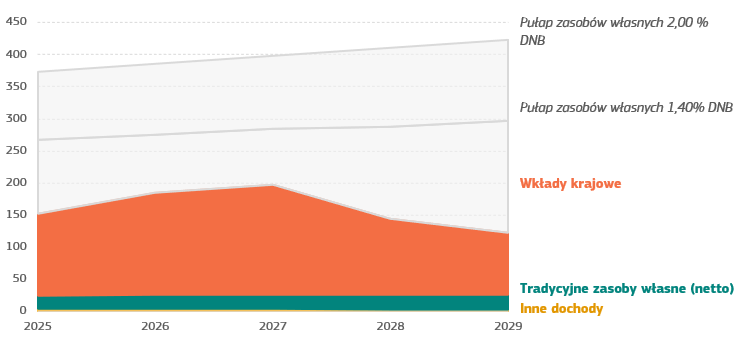 450
400
350
300
250
200
150
100
50
0
2025 2026 2027 2028 2029
Pułap zasobów własnych 2,00 %
DNB
Pułap zasobów własnych 1,40% DNB
Wkłady krajowe
Tradycyjne zasoby własne (netto)
Inne dochody